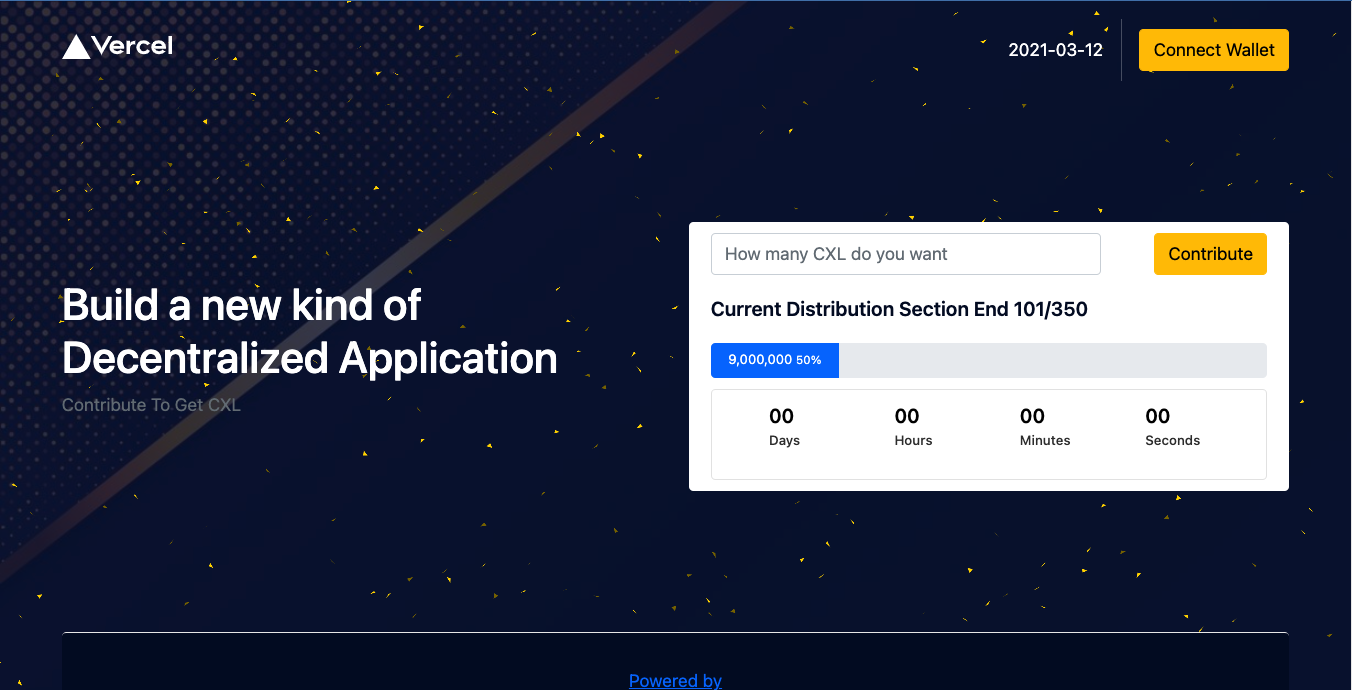 Vercel
2021-03-12
Connect Wallet
Build a new kind of
Decentralized Application
Contribute To Get CXL
How many CXL do you want
Contribute
Current Distribution Section End 101/350
9,000,000 50%
00
Days
00
Hours
00
Minutes
00
Seconds
Powered by